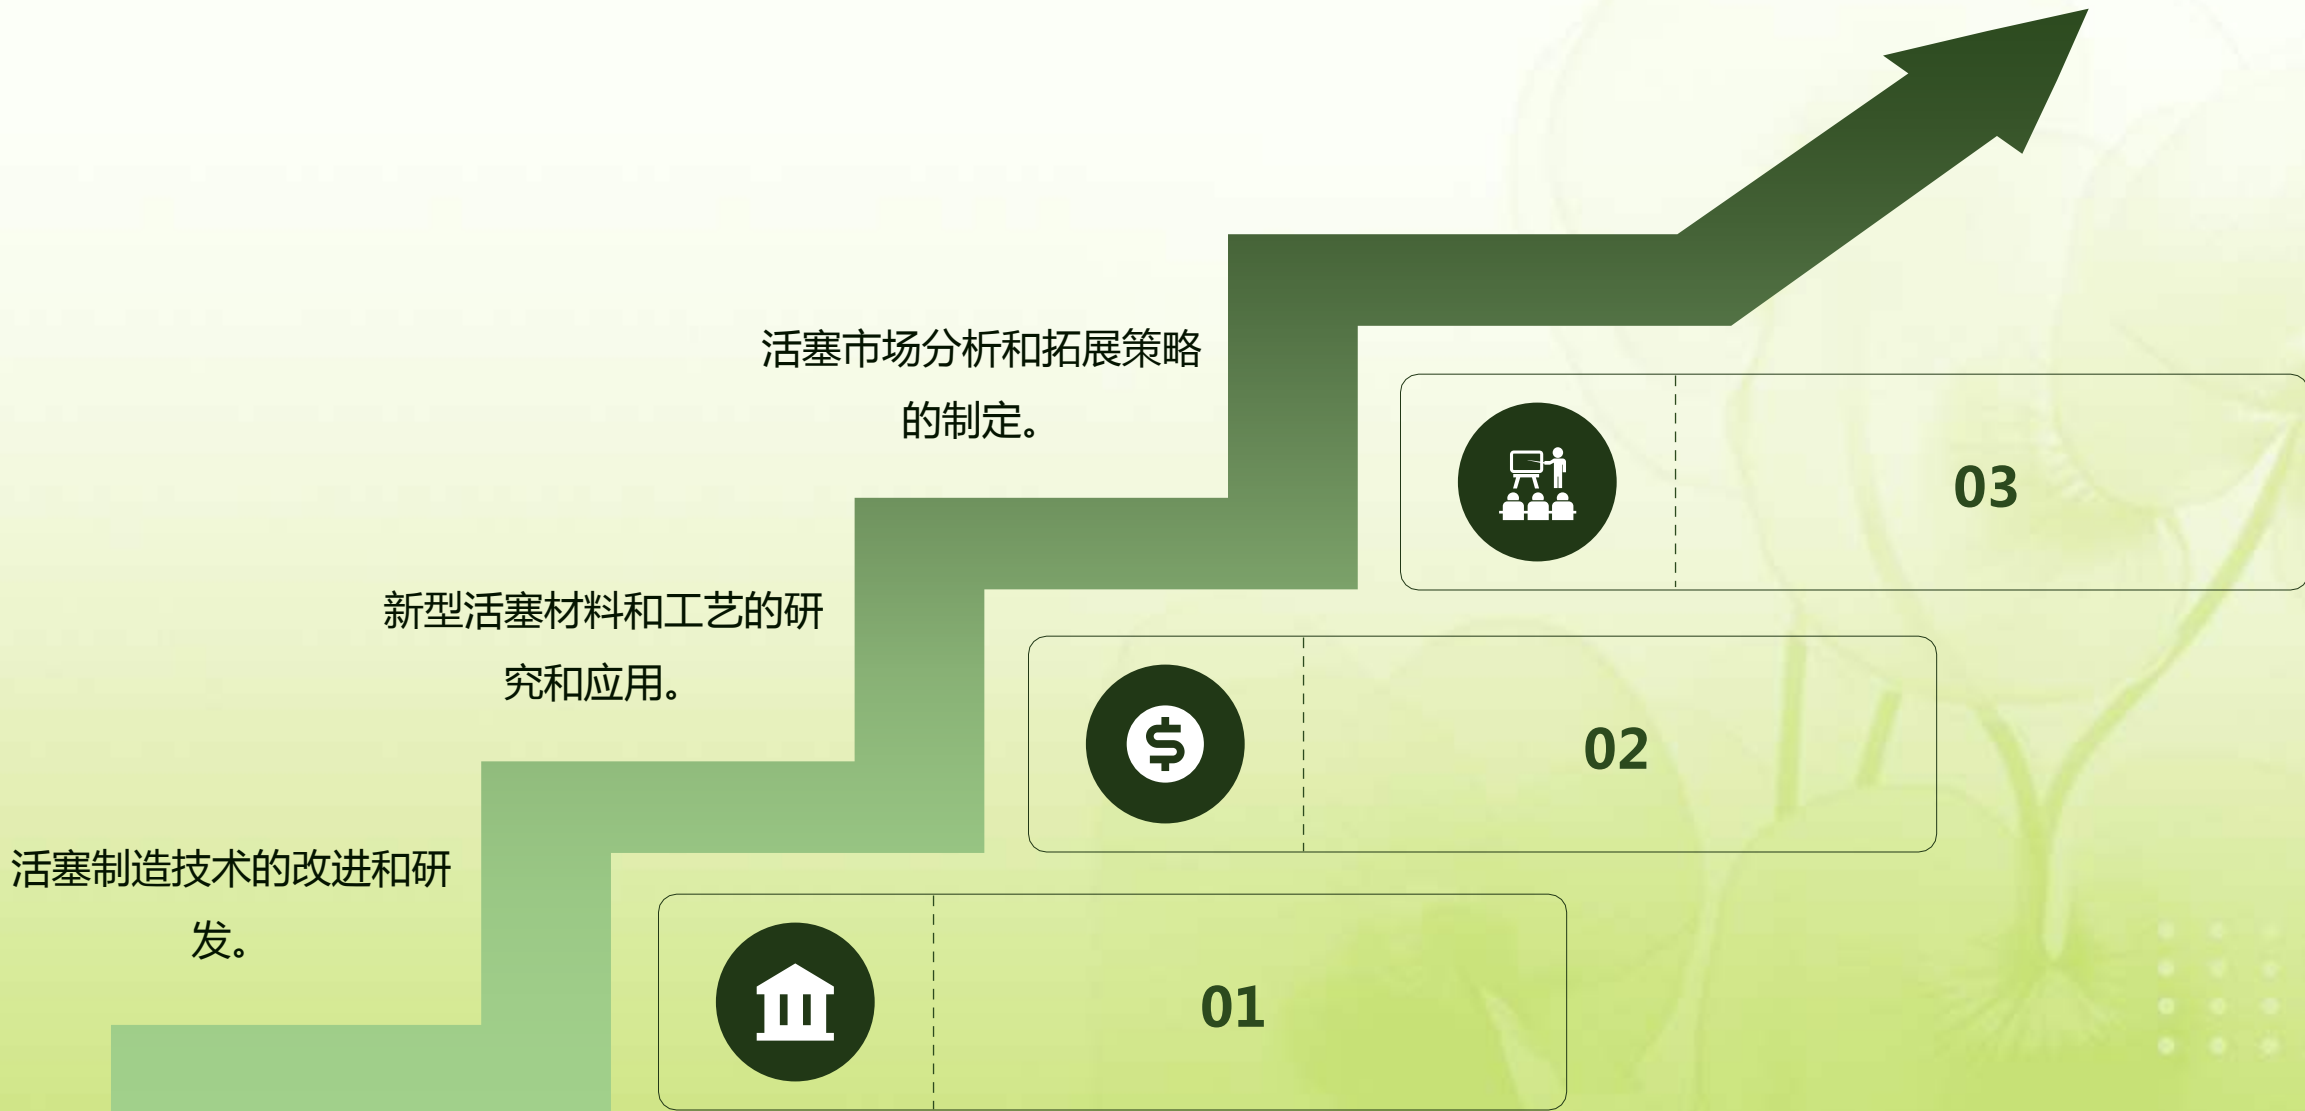 活塞市场分析和拓展策略
的制定。
03
新型活塞材料和工艺的研
究和应用。
02
活塞制造技术的改进和研
发。
01